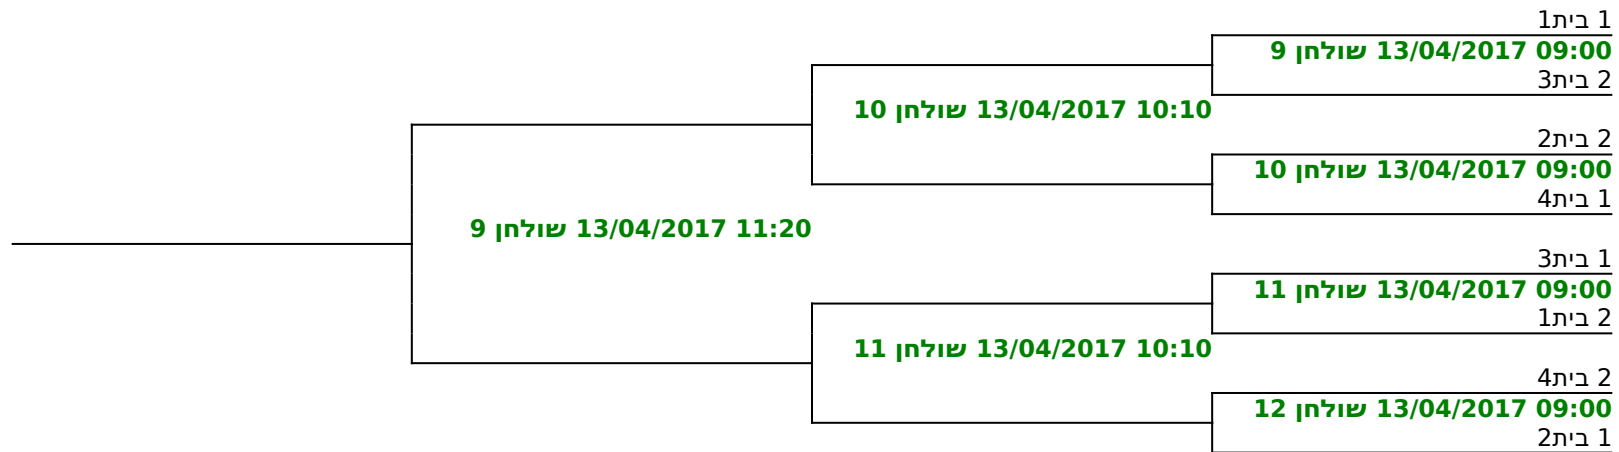 1 בית1
09:00 13/04/2017 שולחן 9
2 בית3
10:10 13/04/2017 שולחן 10
2 בית2
09:00 13/04/2017 שולחן 10
1 בית4
11:20 13/04/2017 שולחן 9
1 בית3
09:00 13/04/2017 שולחן 11
2 בית1
10:10 13/04/2017 שולחן 11
2 בית4
09:00 13/04/2017 שולחן 12
1 בית2